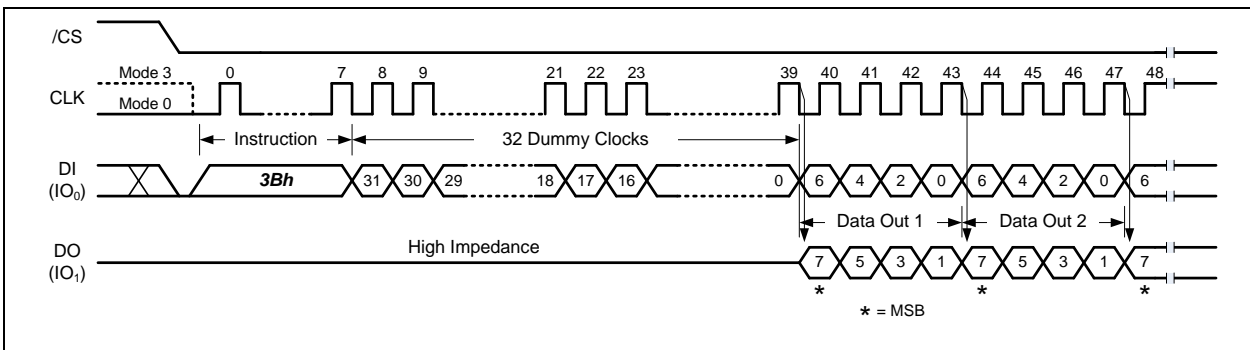 /CS
Mode 3 0 7 8 9 21 22 23 39 40 41 42 43 44 45 46 47 48
CLK
Mode 0
Instruction 32 Dummy Clocks
DI
(IO0)
3Bh 31 30 29 18 17 16 0 6 4 2 0 6 4 2 0 6
Data Out 1 Data Out 2
High Impedance
DO
(IO1)
7 5 3 1 7 5 3 1 7
* * *
* = MSB